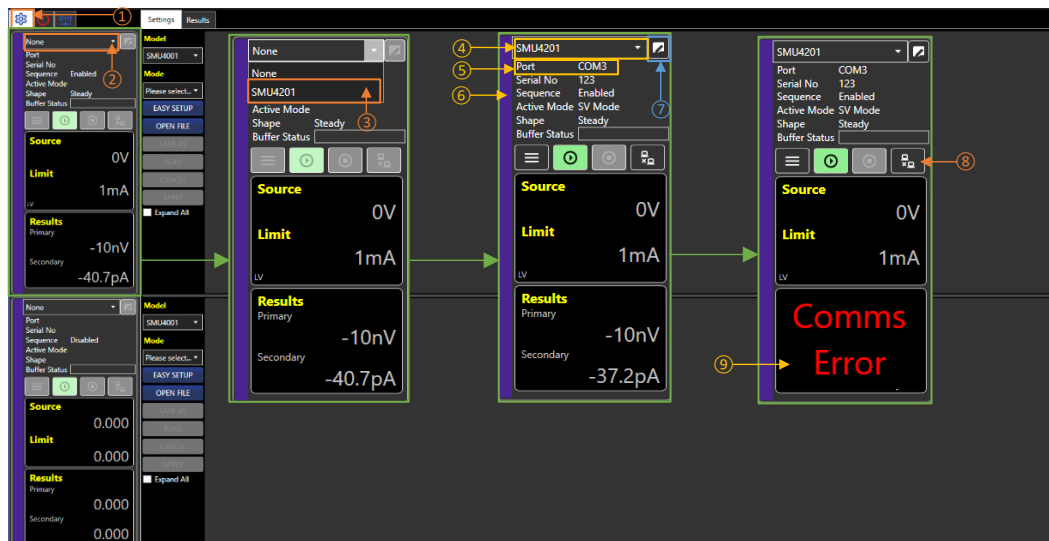 ①
Settings Results
None
②
Port
Serial No
Sequence Enabled
Active Mode
Shape Steady
Buffer Status
Source
0V
Limit
1mA
LV
Results
Primary
-10nV
Secondary
-40.7pA
Model
SMU4001
Mode
Please select...
EASY SETUP
OPEN FILE
SAVE AS
READ
CANCEL
APPLY
Expand All
None
None
SMU4201
③
Active Mode
Shape Steady
Buffer Status
Source
0V
Limit
1mA
LV
Results
Primary
-10nV
Secondary
-40.7pA
④ SMU4201
⑤ Port COM3
Serial No 123
⑥ Sequence Enabled
⑦
Active Mode SV Mode
Shape Steady
Buffer Status
Source
0V
Limit
1mA
LV
Results
Primary
-10nV
Secondary
-37.2pA
SMU4201
Port COM3
Serial No 123
Sequence Enabled
Active Mode SV Mode
Shape Steady
Buffer Status
⑧
Source
0V
Limit
1mA
LV
Comms
Error
⑨
None
Port
Serial No
Sequence Disabled
Active Mode
Shape
Buffer Status
Source
0.000
Limit
0.000
Results
Primary
0.000
Secondary
0.000
Model
SMU4001
Mode
Please select...
EASY SETUP
OPEN FILE
SAVE AS
READ
CANCEL
APPLY
Expand All